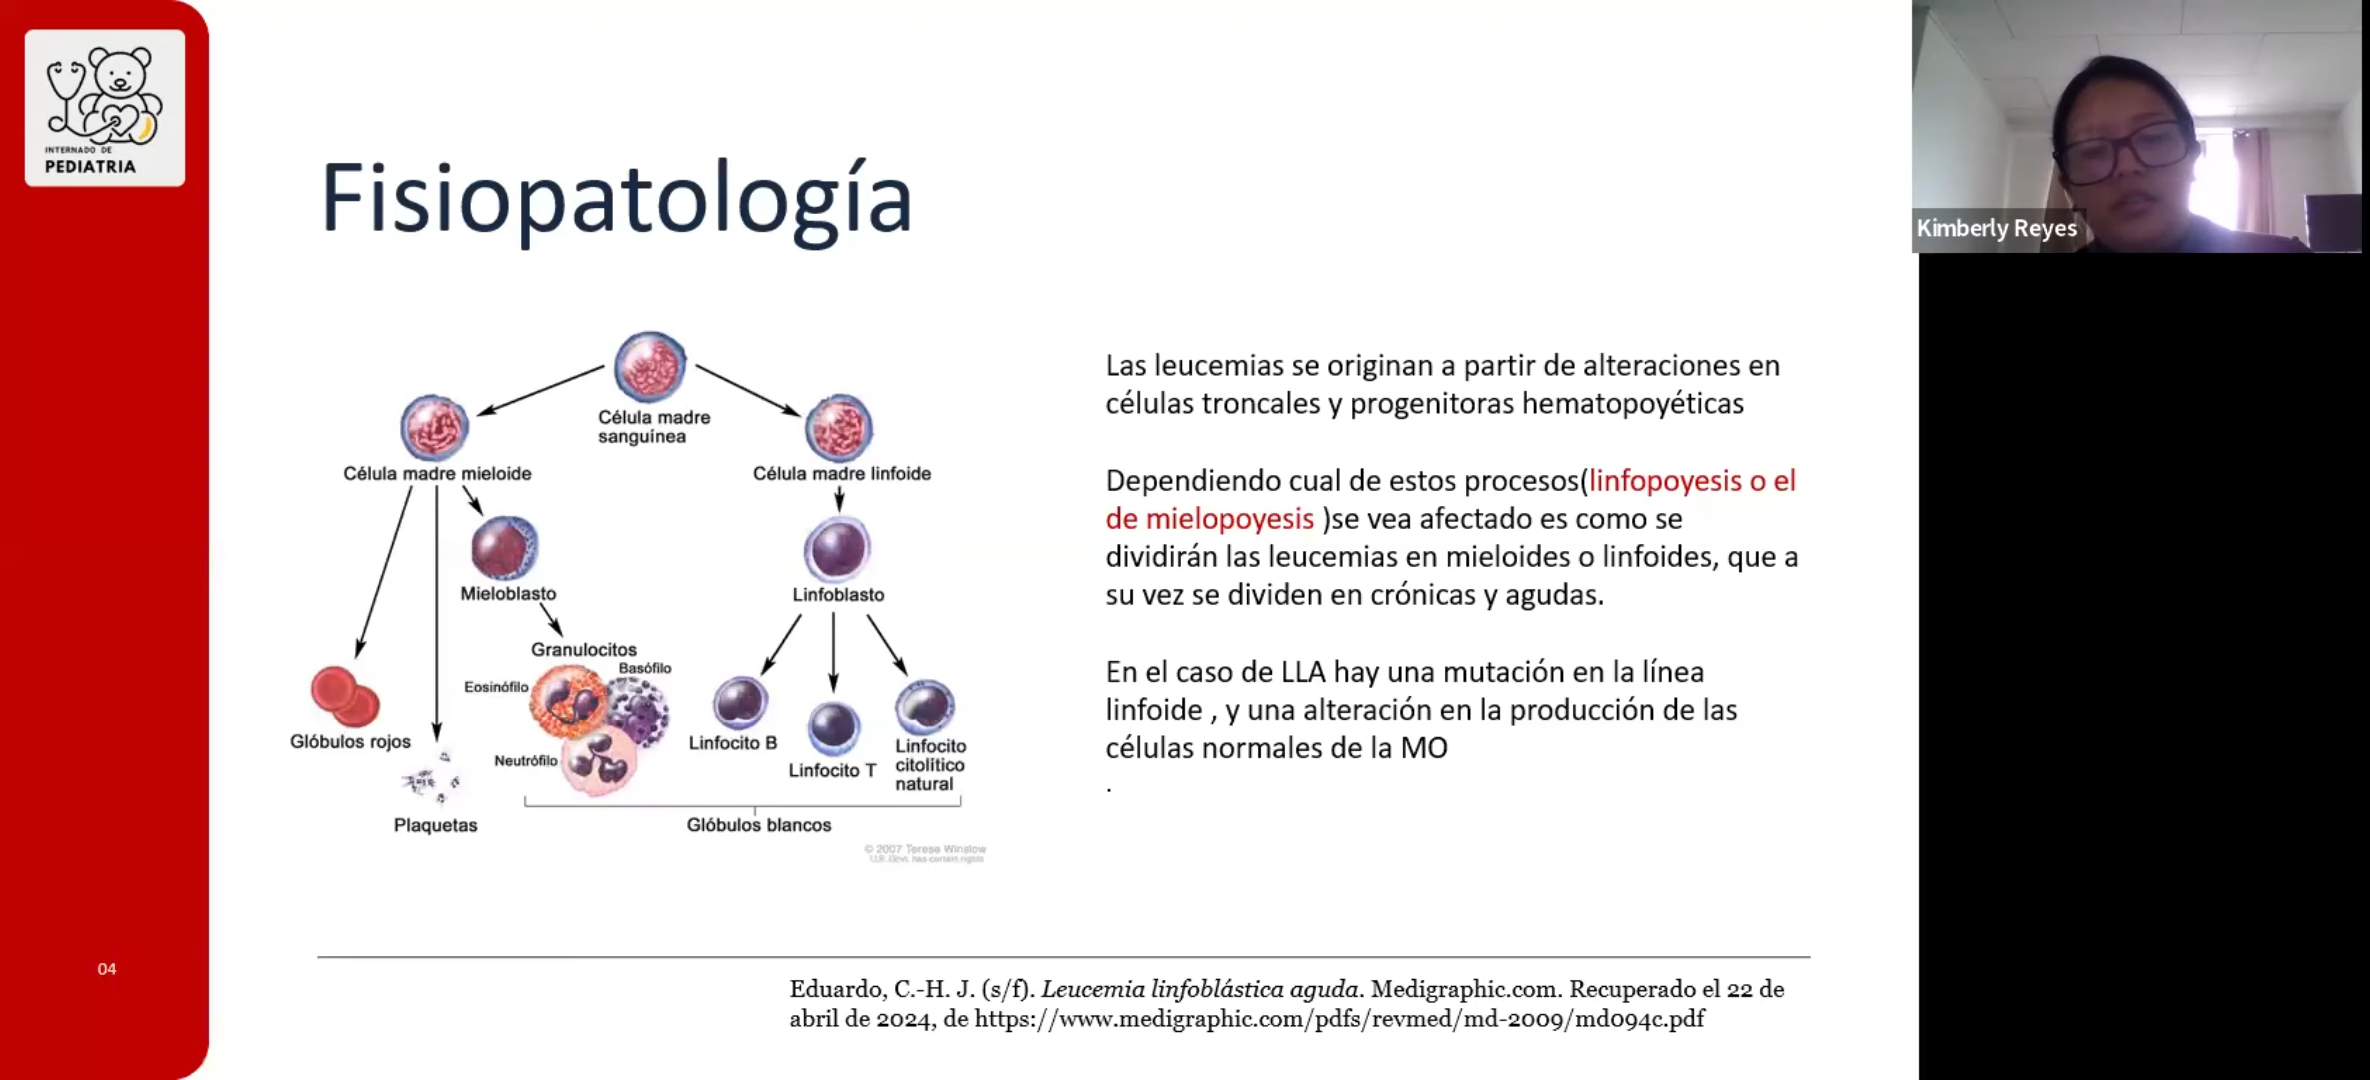 INTERNADO DE
PEDIATRIA
Fisiopatología
Kimberly Reyes
Célula madre
sanguínea
Célula madre mieloide
Célula madre linfoide
Mieloblasto
Linfoblasto
Granulocitos
Basófilo
Eosinófilo
Neutrófilo
Glóbulos rojos
Plaquetas
Linfocito B
Linfocito T
Linfocito
citolítico
natural
Glóbulos blancos
© 2007 Terese Winslow
U.S. Govt. has certain rights
Las leucemias se originan a partir de alteraciones en
células troncales y progenitoras hematopoyéticas
Dependiendo cual de estos procesos(linfopoyesis o el
de mielopoyesis )se vea afectado es como se
dividirán las leucemias en mieloides o linfoides, que a
su vez se dividen en crónicas y agudas.
En el caso de LLA hay una mutación en la línea
linfoide , y una alteración en la producción de las
células normales de la MO
.
04
Eduardo, C.-H. J. (s/f). Leucemia linfoblástica aguda. Medigraphic.com. Recuperado el 22 de
abril de 2024, de https://www.medigraphic.com/pdfs/revmed/md-2009/md094c.pdf